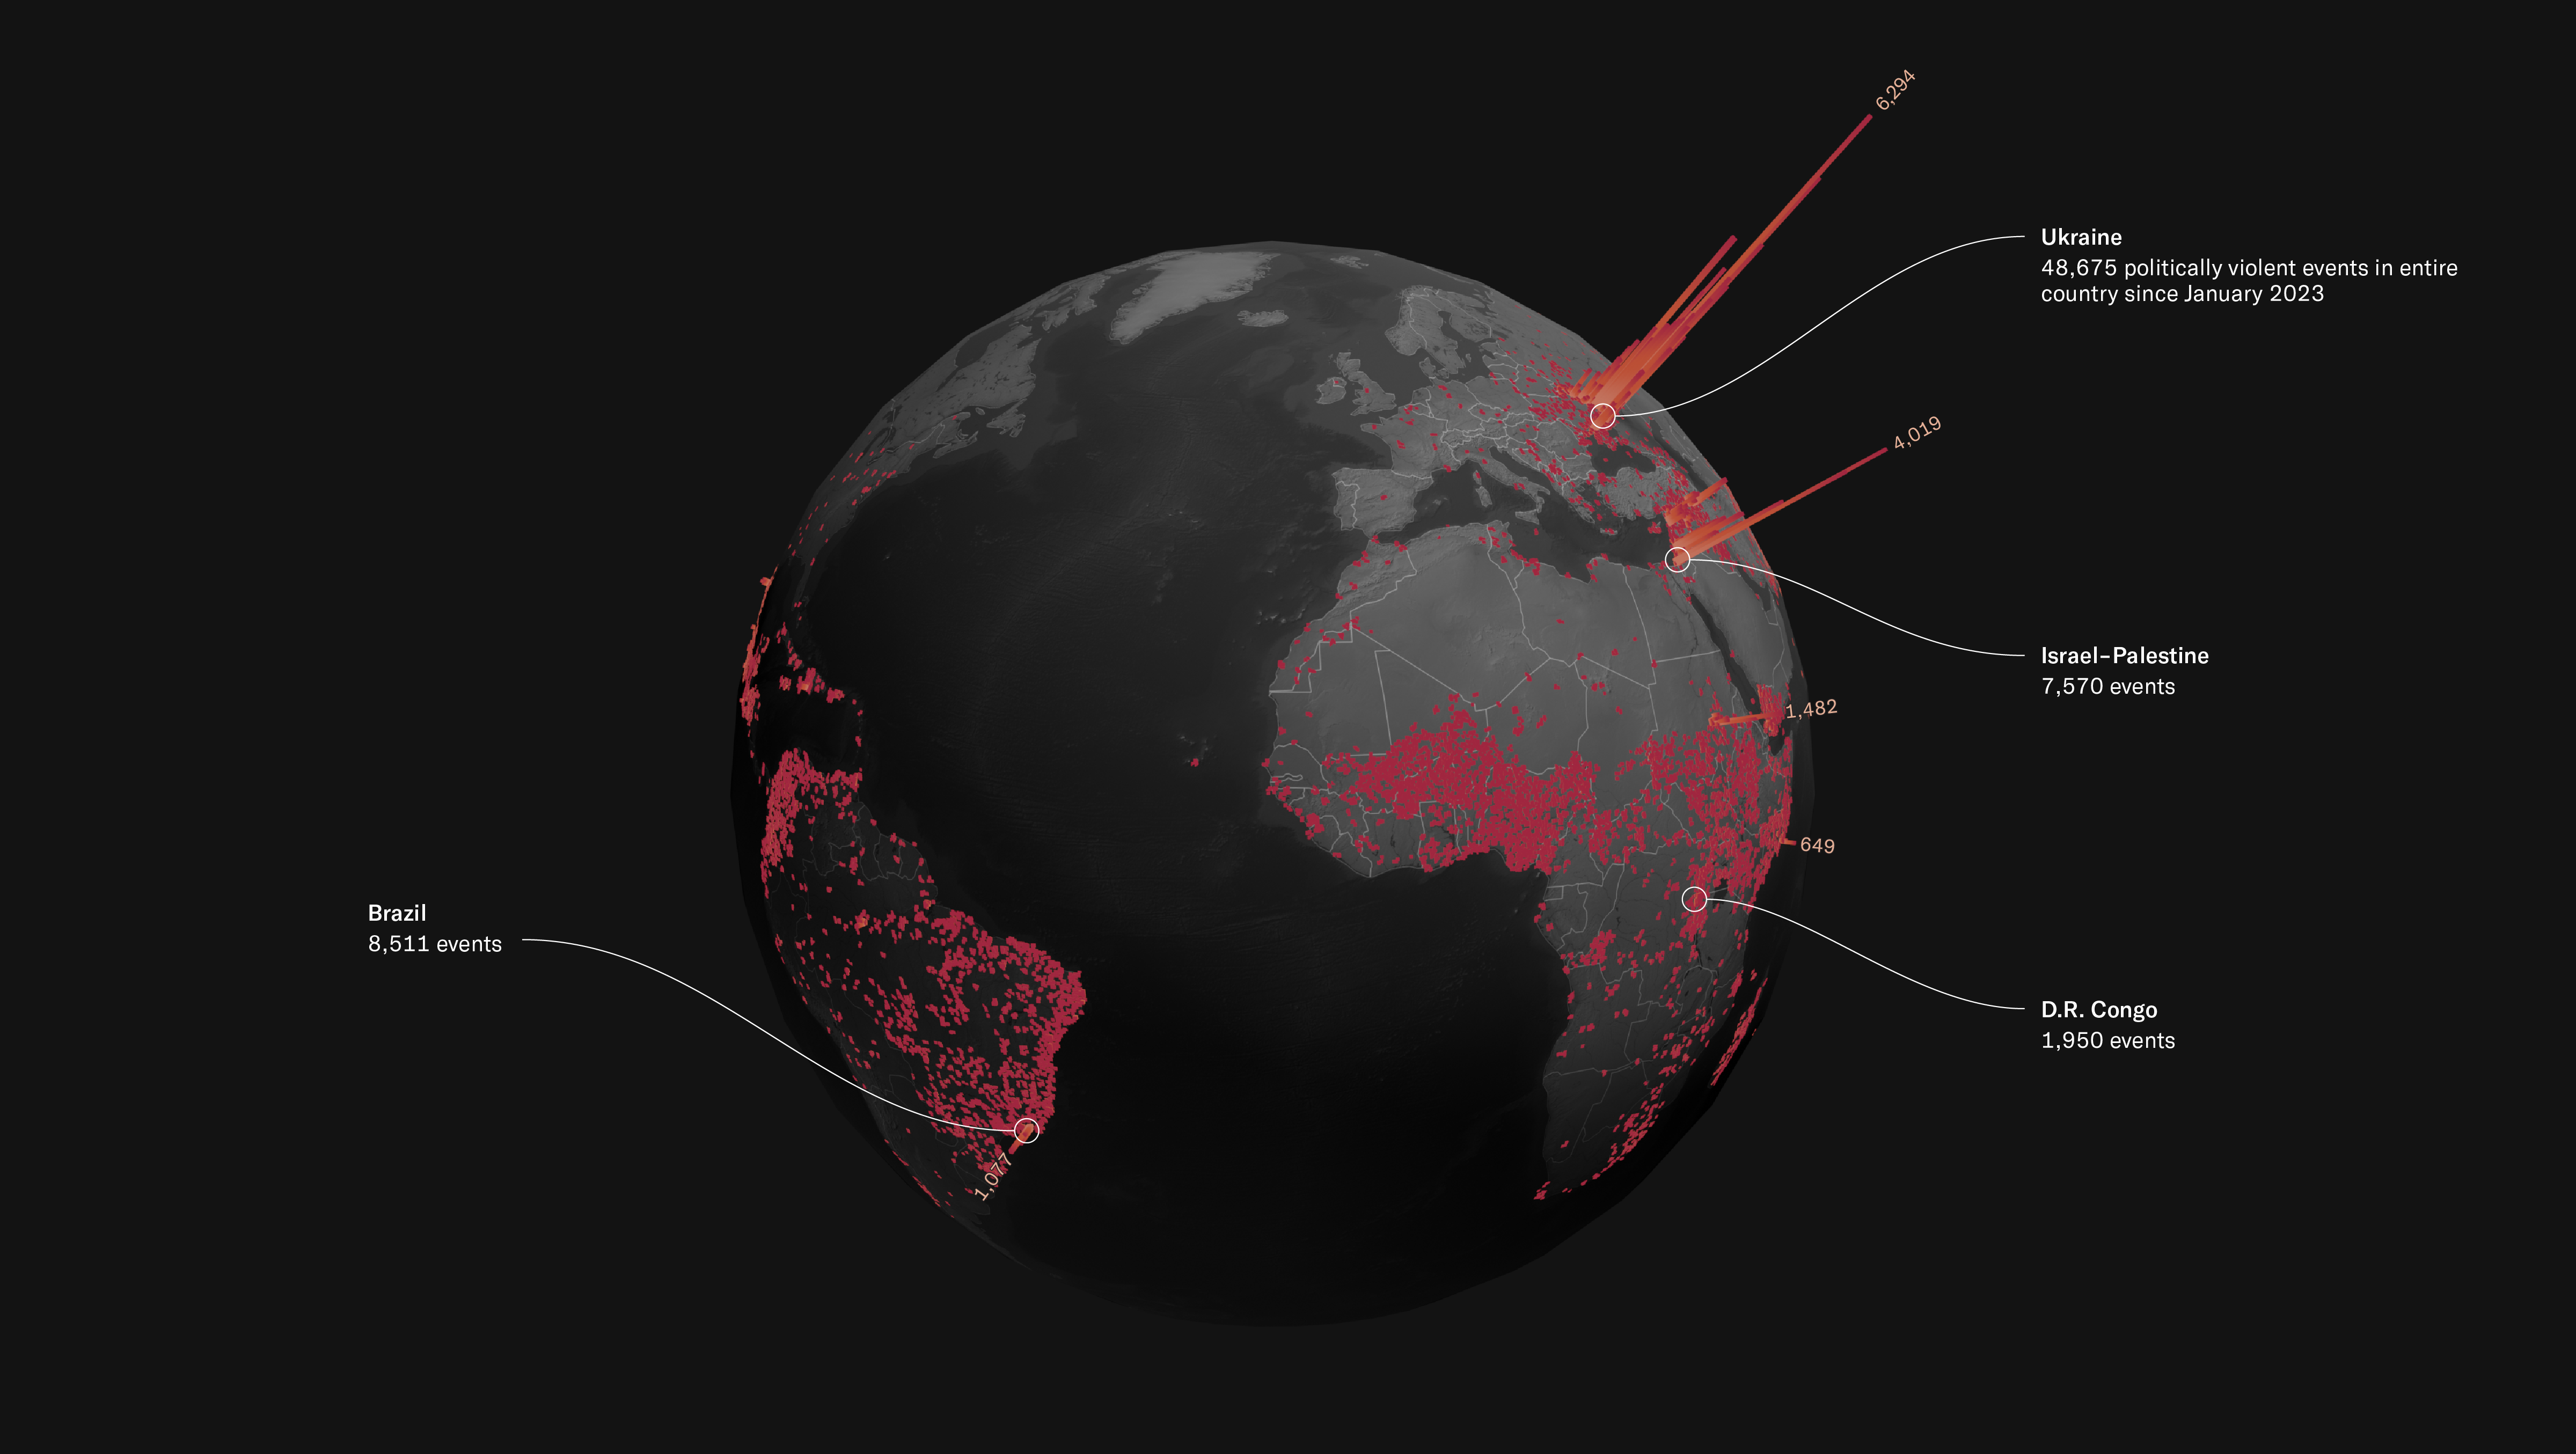 6,294
Ukraine
48,675 politically violent events in entire
country since January 2023
4,019
Israel–Palestine
7,570 events
1,482
649
Brazil
8,511 events
D.R. Congo
1,950 events
1,077